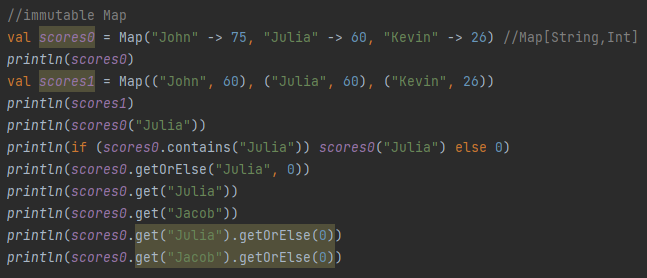 //immutable Map
val scores0 = Map("John" -> 75, "Julia" -> 60, "Kevin" -> 26) //Map[String,Int]
println(scores0)
val scores1 = Map(("John", 60), ("Julia", 60), ("Kevin", 26))
println(scores1)
println(scores0("Julia"))
println(if (scores0.contains("Julia")) scores0("Julia") else 0)
println(scores0.getOrElse("Julia", 0))
println(scores0.get("Julia"))
println(scores0.get("Jacob"))
println(scores0.get("Julia").getOrElse(0))
println(scores0.get("Jacob").getOrElse(0))